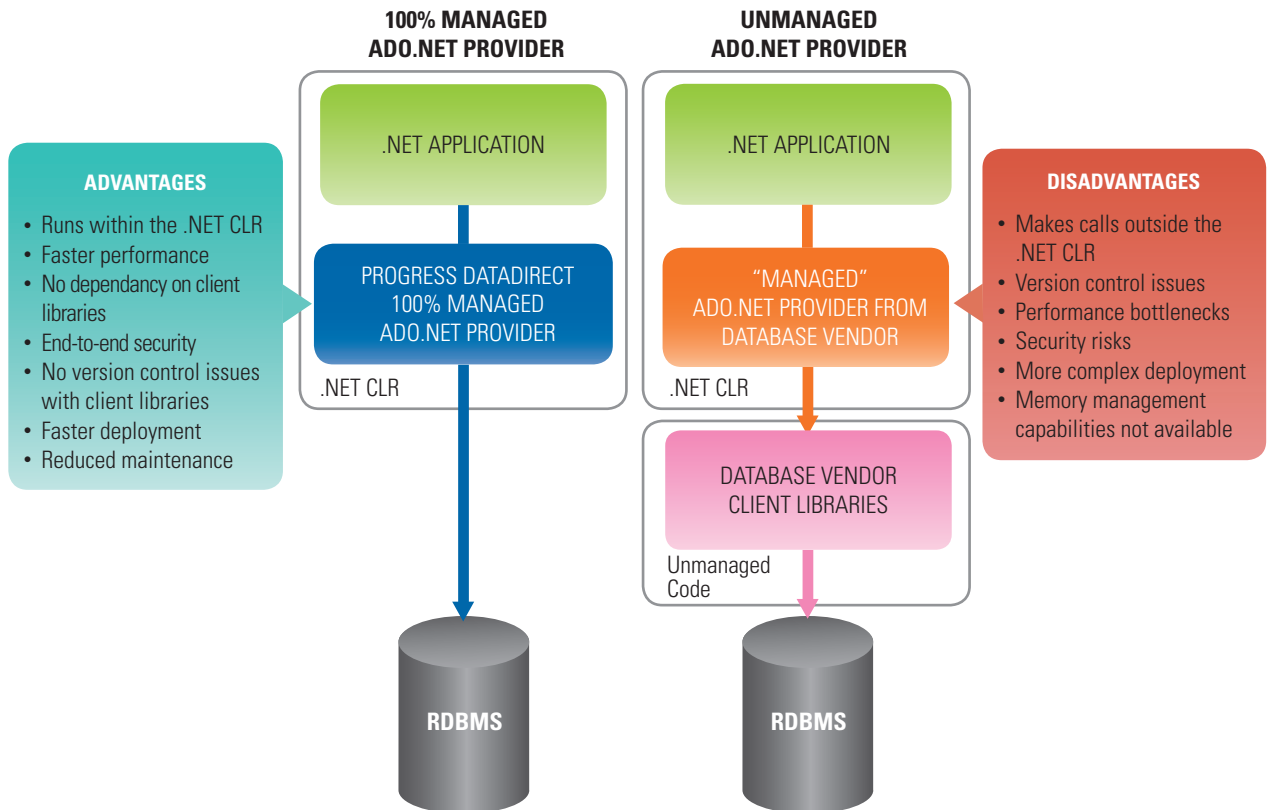 100% MANAGED
ADO.NET PROVIDER
UNMANAGED
ADO.NET PROVIDER
.NET APPLICATION
.NET APPLICATION
ADVANTAGES
• Runs within the .NET CLR
• Faster performance
• No dependancy on client
libraries
• End-to-end security
• No version control issues
with client libraries
• Faster deployment
• Reduced maintenance
PROGRESS DATADIRECT
100% MANAGED
ADO.NET PROVIDER
.NET CLR
“MANAGED”
ADO.NET PROVIDER FROM
DATABASE VENDOR
.NET CLR
DISADVANTAGES
• Makes calls outside the
.NET CLR
• Version control issues
• Performance bottlenecks
• Security risks
• More complex deployment
• Memory management
capabilities not available
DATABASE VENDOR
CLIENT LIBRARIES
Unmanaged
Code
RDBMS
RDBMS